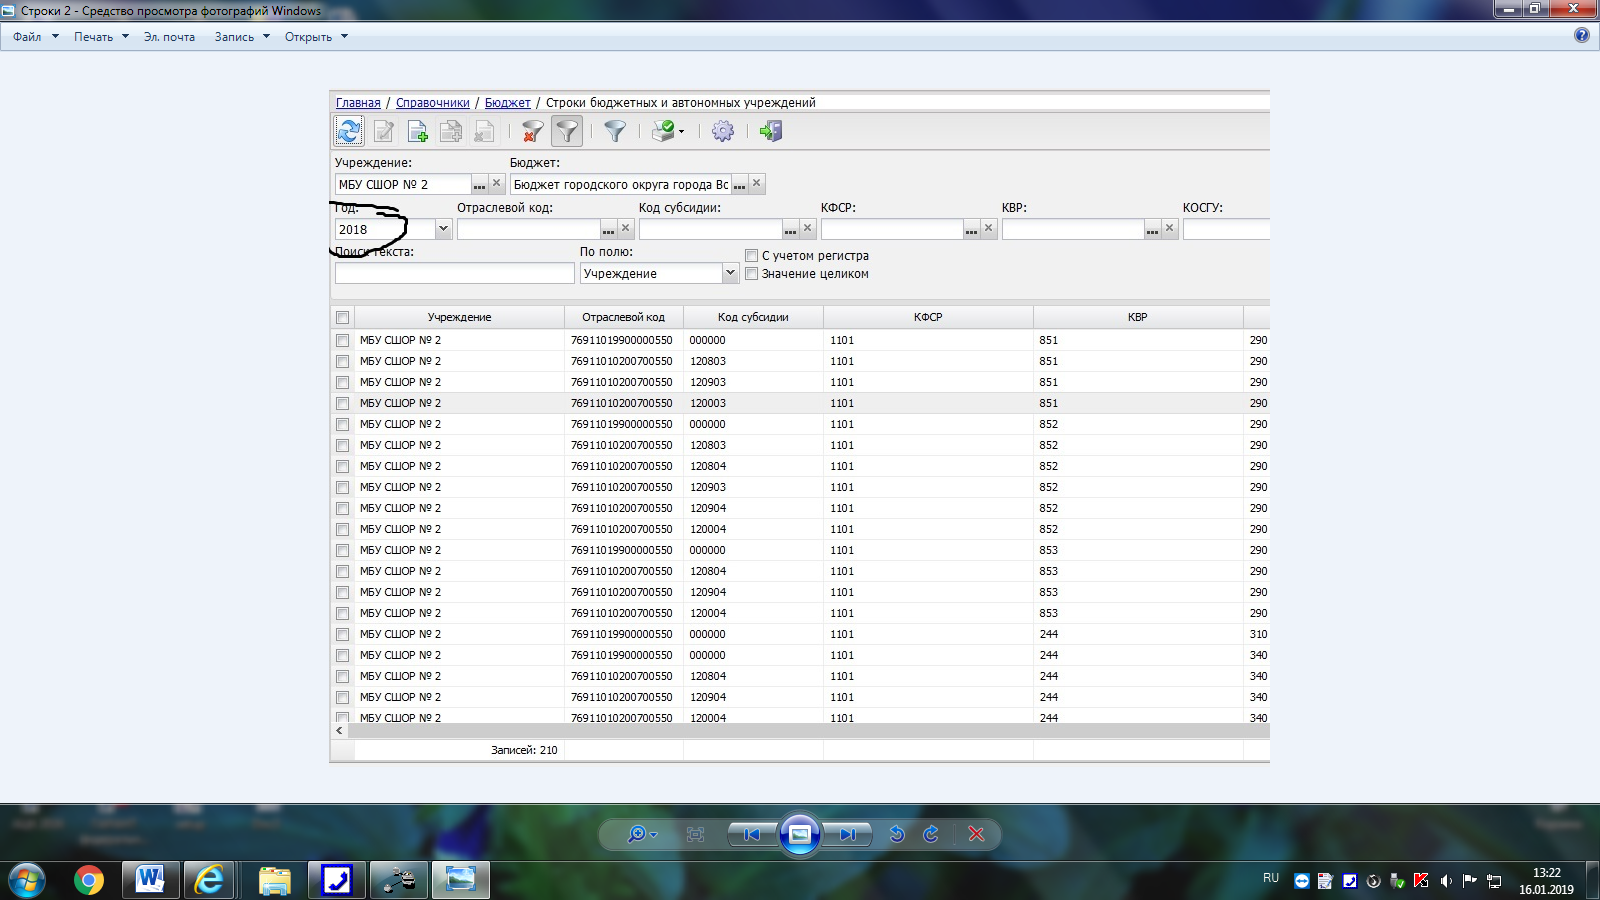 Строки 2 - Средство просмотра фотографий Windows
Файл Печать Эл. почта Запись Открыть
Главная / Справочники / Бюджет / Строки бюджетных и автономных учреждений
Учреждение: Бюджет:
МБУ СШОР № 2 ... Бюджет городского округа города Вс ...
Год: Отраслевой код: Код субсидии: КФСР: КВР: КОСГУ:
2018 ... ... ... ...
Поиск текста: По полю: С учетом регистра
Учреждение Значение целиком
Учреждение Отраслевой код Код субсидии КФСР КВР
МБУ СШОР № 2 76911019900000550 000000 1101 851 290
МБУ СШОР № 2 76911010200700550 120803 1101 851 290
МБУ СШОР № 2 76911010200700550 120903 1101 851 290
МБУ СШОР № 2 76911010200700550 120003 1101 851 290
МБУ СШОР № 2 76911019900000550 000000 1101 852 290
МБУ СШОР № 2 76911010200700550 120803 1101 852 290
МБУ СШОР № 2 76911010200700550 120804 1101 852 290
МБУ СШОР № 2 76911010200700550 120903 1101 852 290
МБУ СШОР № 2 76911010200700550 120904 1101 852 290
МБУ СШОР № 2 76911010200700550 120004 1101 852 290
МБУ СШОР № 2 76911019900000550 000000 1101 853 290
МБУ СШОР № 2 76911010200700550 120804 1101 853 290
МБУ СШОР № 2 76911010200700550 120904 1101 853 290
МБУ СШОР № 2 76911010200700550 120004 1101 853 290
МБУ СШОР № 2 76911019900000550 000000 1101 244 310
МБУ СШОР № 2 76911019900000550 000000 1101 244 340
МБУ СШОР № 2 76911010200700550 120804 1101 244 340
МБУ СШОР № 2 76911010200700550 120904 1101 244 340
МБУ СШОР № 2 76911010200700550 120004 1101 244 340
Записей: 210
RU 13:22
16.01.2019